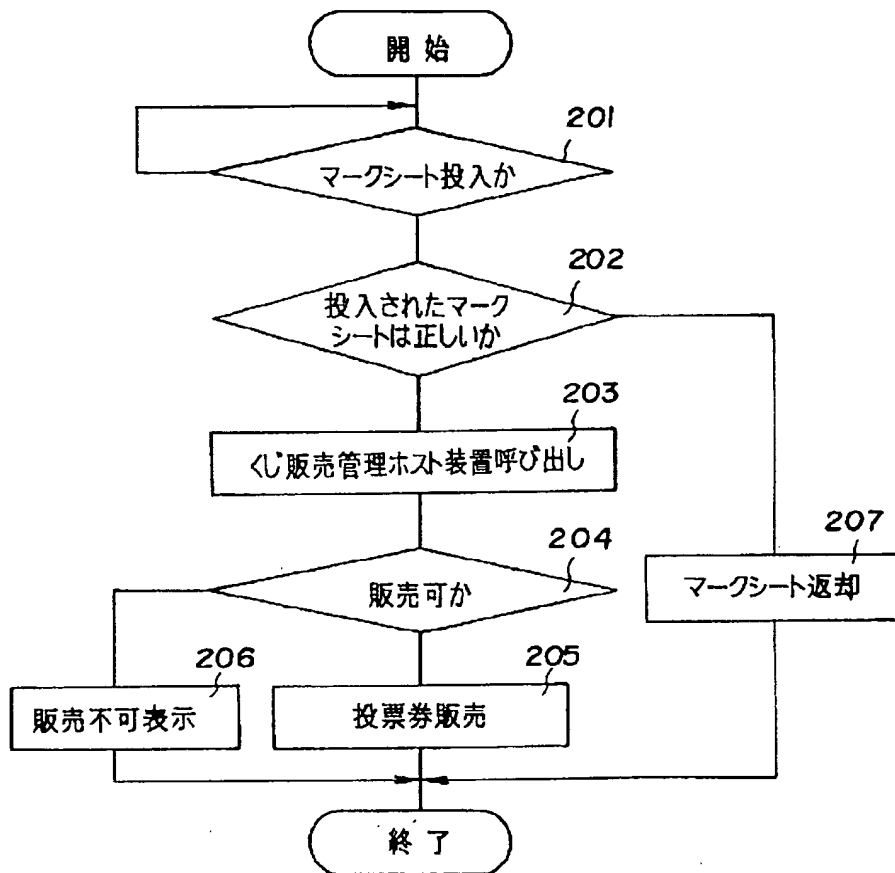 開始
201
マークシート投入か
202
投入されたマーク
シートは正しいか
203
くじ販売管理ホスト装置呼び出し
204
販売可か
207
マークシート返却
206
販売不可表示
205
投票券販売
終了